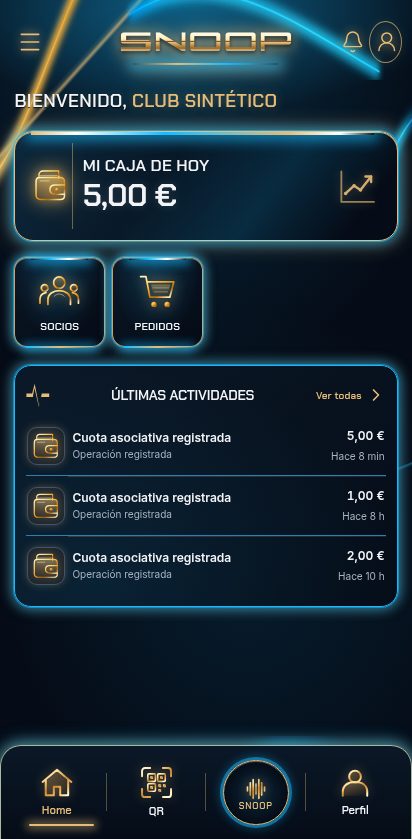 SNOOP
BIENVENIDO, CLUB SINTÉTICO
MI CAJA DE HOY
5,00 €
SOCIOS
PEDIDOS
ÚLTIMAS ACTIVIDADES
Ver todas
Cuota asociativa registrada
5,00 €
Operación registrada
Hace 8 min
Cuota asociativa registrada
1,00 €
Operación registrada
Hace 8 h
Cuota asociativa registrada
2,00 €
Operación registrada
Hace 10 h
Home
QR
SNOOP
Perfil